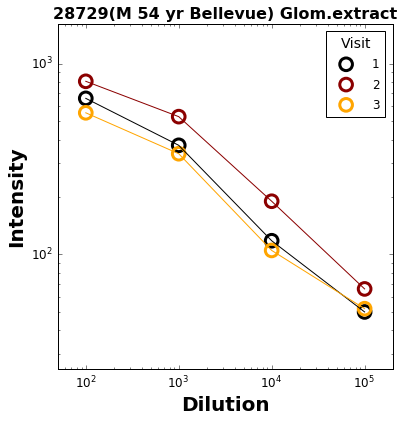 28729(M 54 yr Bellevue) Glom.extract
Visit
1
2
3
10³
10²
Intensity
10² 10³ 10⁴ 10⁵
Dilution